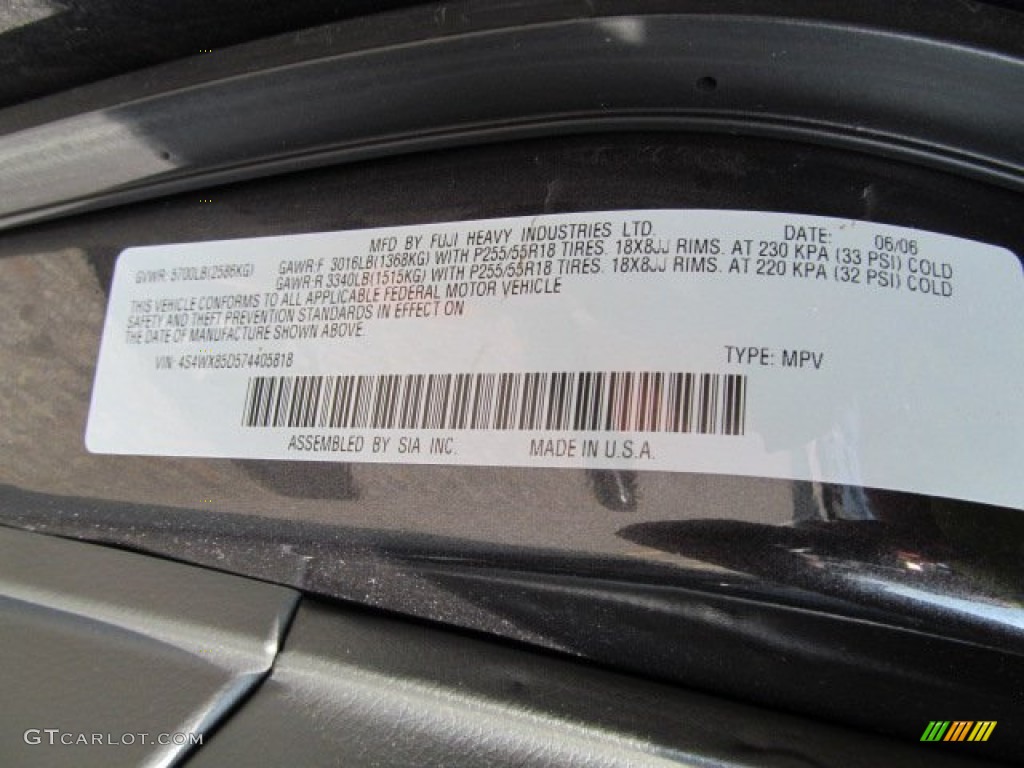 MFD BY FUJI HEAVY INDUSTRIES LTD. DATE: 06/06
GVWR: 5700LB(2586KG) GAWR:F 3016LB(1368KG) WITH P255/55R18 TIRES. 18X8JJ RIMS. AT 230 KPA (33 PSI) COLD
GAWR:R 3340LB(1515KG) WITH P255/55R18 TIRES. 18X8JJ RIMS. AT 220 KPA (32 PSI) COLD
THIS VEHICLE CONFORMS TO ALL APPLICABLE FEDERAL MOTOR VEHICLE
SAFETY AND THEFT PREVENTION STANDARDS IN EFFECT ON
THE DATE OF MANUFACTURE SHOWN ABOVE.
VIN: 4S4WX85D574405818 TYPE: MPV
ASSEMBLED BY SIA INC. MADE IN U.S.A.
GTCARLOT.COM